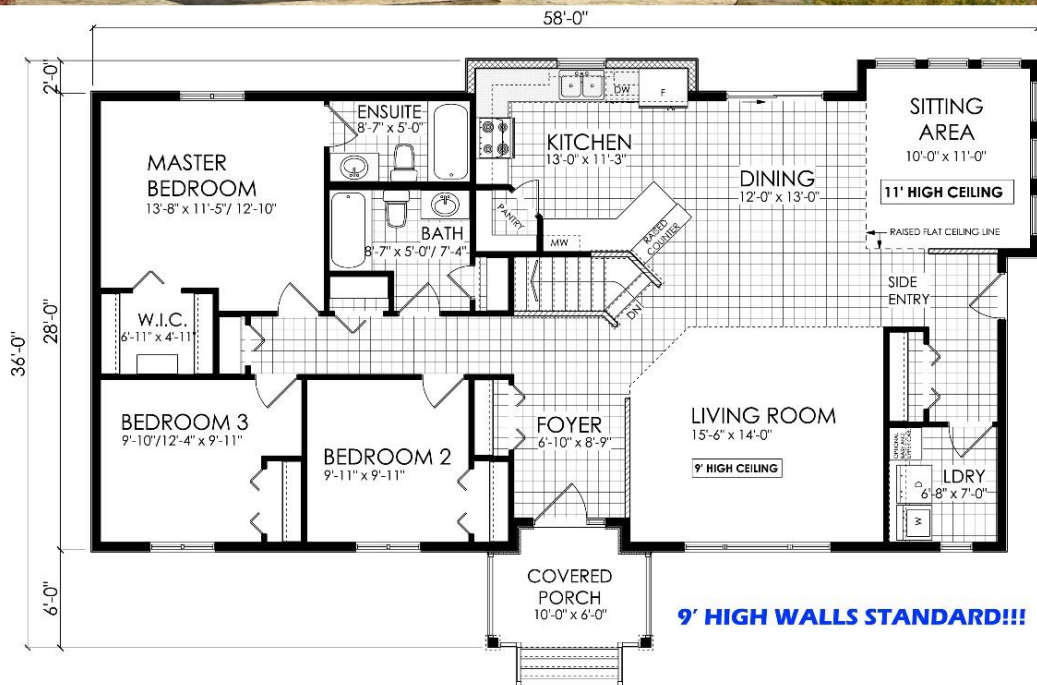 58'-0"
2'-0"
28'-0"
36'-0"
6'-0"
MASTER
BEDROOM
13'-8" x 11'-5"/ 12'-10"
ENSUITE
8'-7" x 5'-0"
BATH
8'-7" x 5'-0"/ 7'-4"
KITCHEN
13'-0" x 11'-3"
DW
F
PANTRY
MW
RAISED
COUNTER
DINING
12'-0" x 13'-0"
SITTING
AREA
10'-0" x 11'-0"
11' HIGH CEILING
RAISED FLAT CEILING LINE
SIDE
ENTRY
DN
W.I.C.
6'-11" x 4'-11"
BEDROOM 3
9'-10"/12'-4" x 9'-11"
BEDROOM 2
9'-11" x 9'-11"
FOYER
6'-10" x 8'-9"
LIVING ROOM
15'-6" x 14'-0"
9' HIGH CEILING
OPTIONAL
BASE AND
D
W
LDRY
6'-8" x 7'-0"
COVERED
PORCH
10'-0" x 6'-0"
9' HIGH WALLS STANDARD!!!